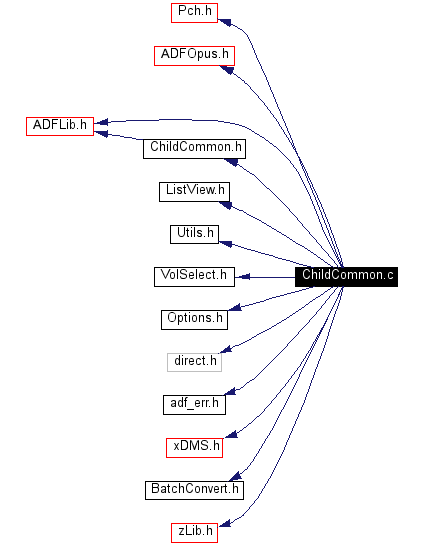 Pch.h
ADFOpus.h
ADFLib.h
ChildCommon.h
ListView.h
Utils.h
VolSelect.h
ChildCommon.c
Options.h
direct.h
adf_err.h
xDMS.h
BatchConvert.h
zLib.h